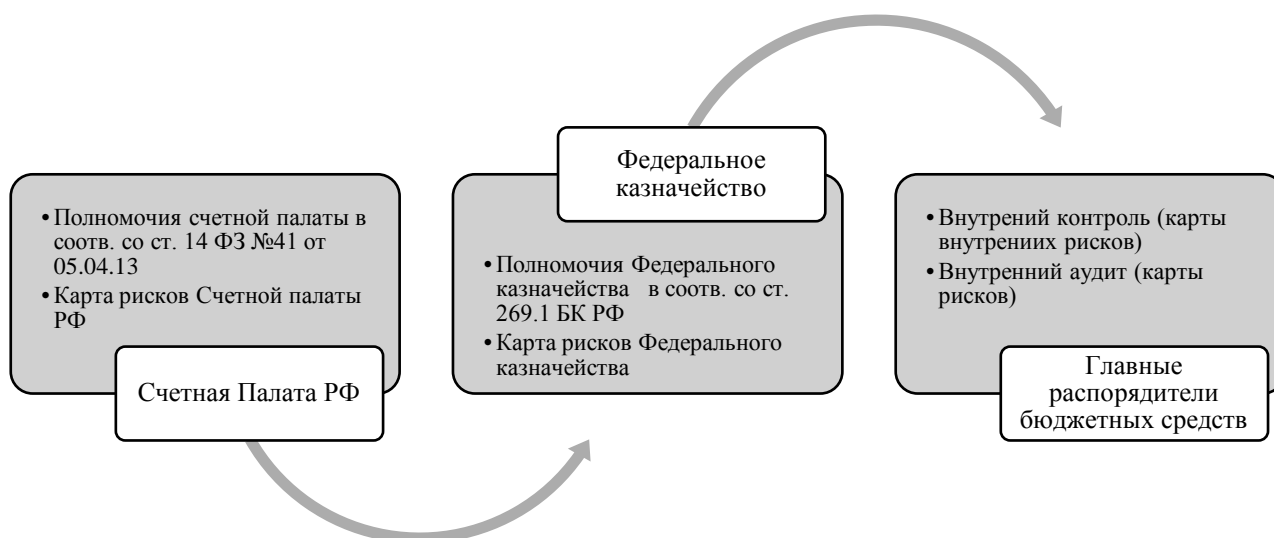 • Полномочия счетной палаты в
соотв. со ст. 14 ФЗ №41 от
05.04.13
• Карта рисков Счетной палаты
РФ
Счетная Палата РФ
Федеральное
казначейство
• Полномочия Федерального
казначейства в соотв. со ст.
269.1 БК РФ
• Карта рисков Федерального
казначейства
• Внутрений контроль (карты
внутрениих рисков)
• Внутренний аудит (карты
рисков)
Главные
распорядители
бюджетных средств